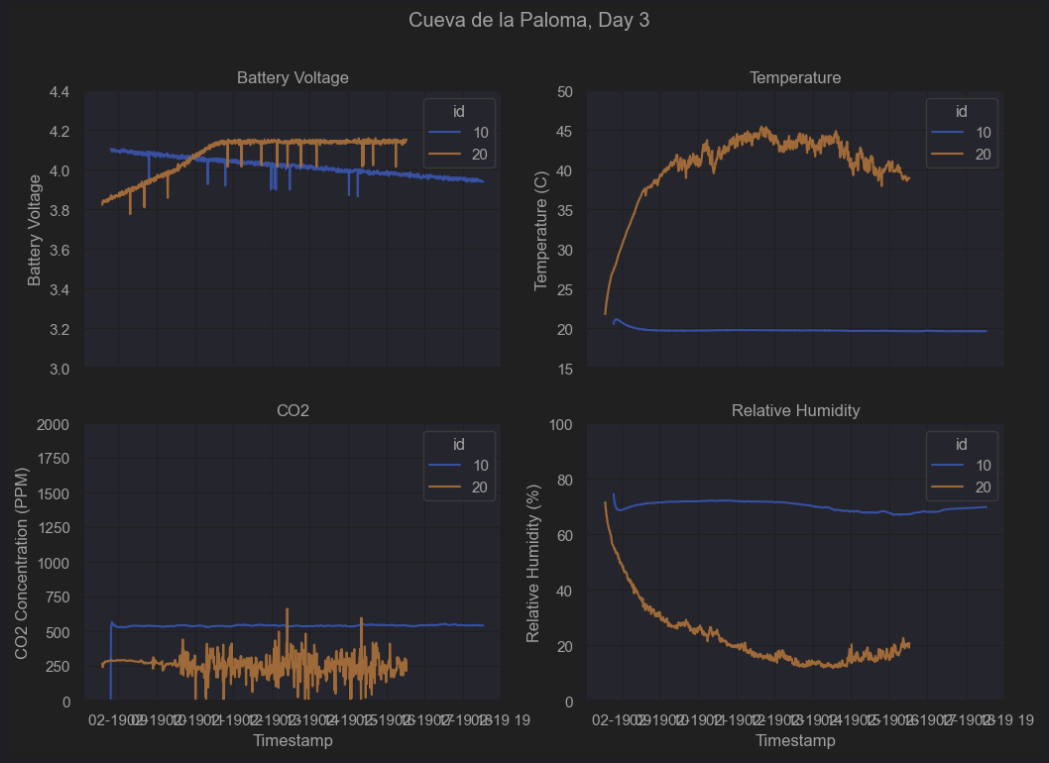 Cueva de la Paloma, Day 3
Battery Voltage
4.4
4.2
4.0
3.8
3.6
3.4
3.2
3.0
Battery Voltage
id
10
20
Temperature
50
45
40
35
30
25
20
15
Temperature (C)
id
10
20
CO2
2000
1750
1500
1250
1000
750
500
250
0
CO2 Concentration (PPM)
id
10
20
Timestamp
Relative Humidity
100
80
60
40
20
0
Relative Humidity (%)
id
10
20
Timestamp